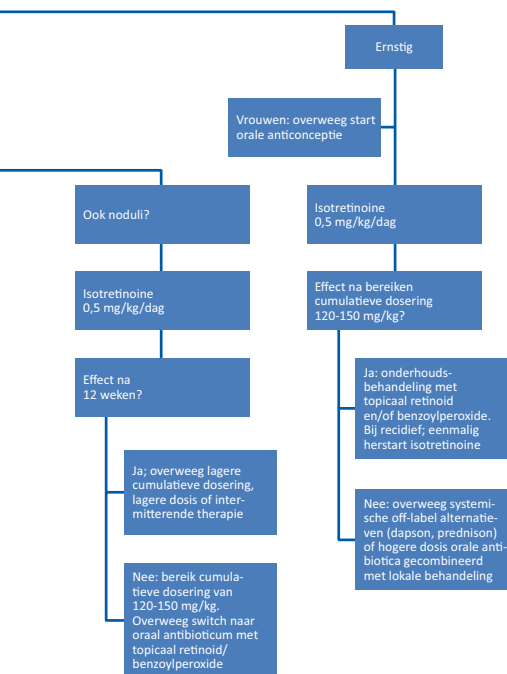 Ernstig
Vrouwen: overweeg start
orale anticonceptie
Ook noduli?
Isotretinoine
0,5 mg/kg/dag
Effect na
12 weken?
Ja; overweeg lagere
cumulatieve dosering,
lagere dosis of inter-
mitterende therapie
Nee: bereik cumula-
tieve dosering van
120-150 mg/kg.
Overweeg switch naar
oraal antibioticum met
topicaal retinoid/
benzoylperoxide
Isotretinoine
0,5 mg/kg/dag
Effect na bereiken
cumulatieve dosering
120-150 mg/kg?
Ja: onderhouds-
behandeling met
topicaal retinoid
en/of benzoylperoxide.
Bij recidief; eenmalig
herstart isotretinoine
Nee: overweeg systemi-
sche off-label alternatie-
ven (dapson, prednison)
of hogere dosis orale anti-
biotica gecombineerd
met lokale behandeling